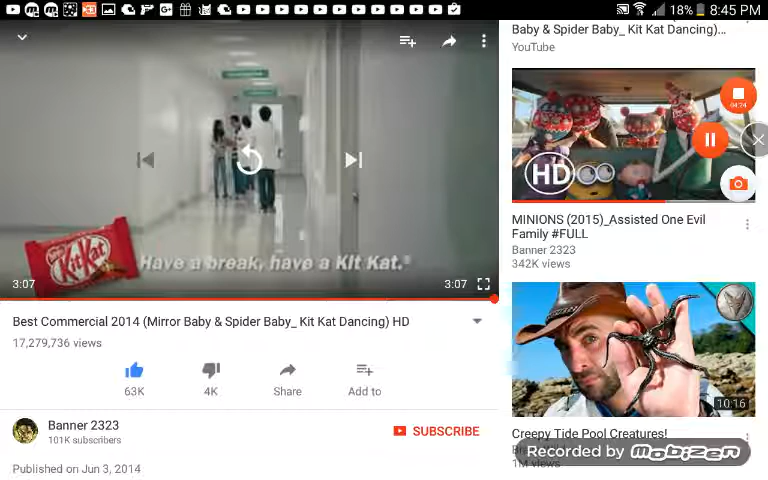 18% 8:45 PM
KitKat
Have a break, have a Kit Kat.®
3:07
3:07
Best Commercial 2014 (Mirror Baby & Spider Baby_ Kit Kat Dancing) HD
17,279,736 views
63K
4K
Share
Add to
Banner 2323
101K subscribers
SUBSCRIBE
Published on Jun 3, 2014
Baby & Spider Baby_ Kit Kat Dancing)...
YouTube
HD
MINIONS (2015)_Assisted One Evil
Family #FULL
Banner 2323
342K views
10:16
Creepy Tide Pool Creatures!
1M views
Recorded by MOBIZEN